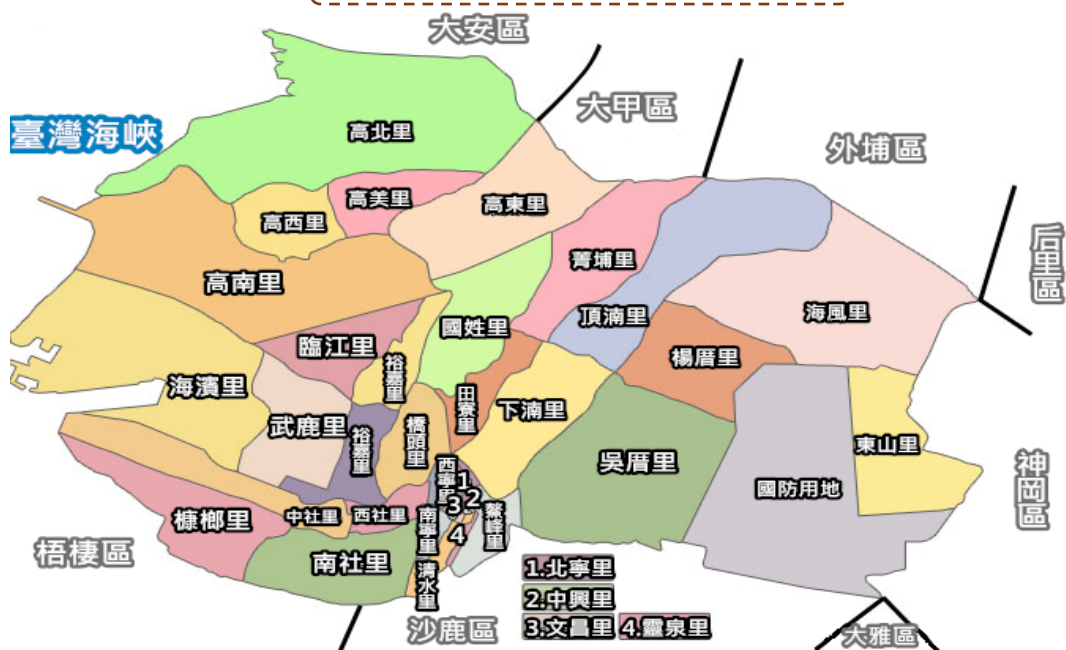 大安區
大甲區
臺灣海峽
高北里
外埔區
高美里
高東里
高西里
后里區
菁埔里
高南里
海風里
頂湳里
國姓里
臨江里
楊厝里
裕嘉里
海濱里
田寮里
下湳里
武鹿里
橋頭里
裕嘉里
東山里
吳厝里
西寧里
1
2
國防用地
神岡區
3
槺榔里
中社里
西社里
南寧里
4
鰲峰里
梧棲區
南社里
清水里
1.北寧里
2.中興里
3.文昌里
4.靈泉里
沙鹿區
大雅區